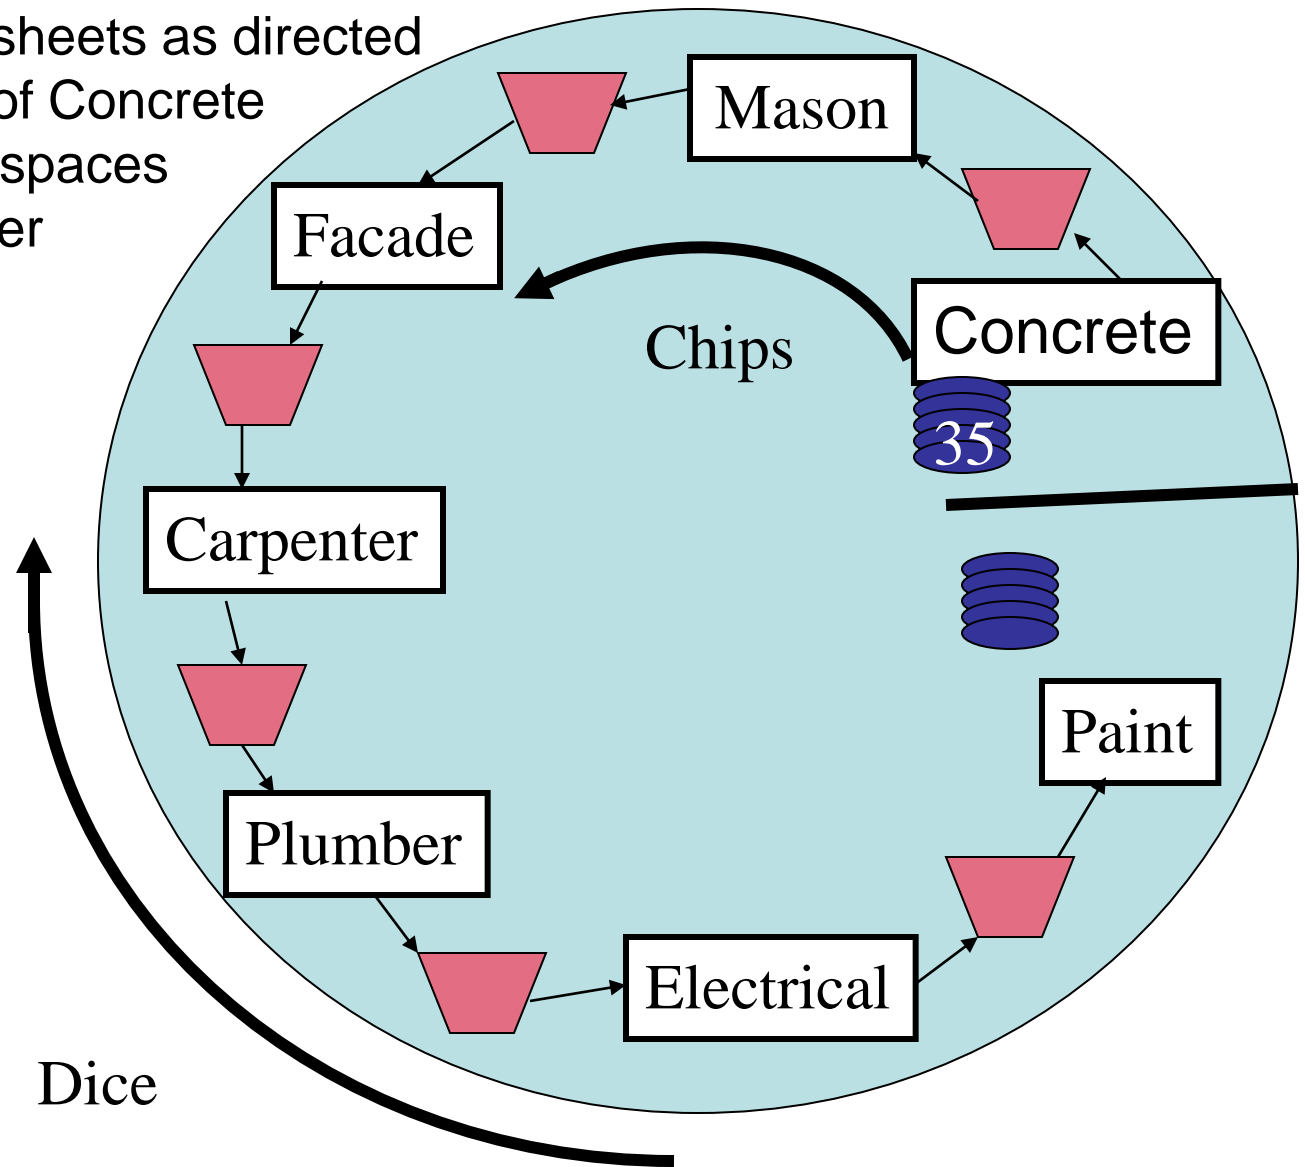 sheets as directed
of Concrete
spaces
er
Mason
Facade
Concrete
Chips
35
Carpenter
Paint
Plumber
Electrical
Dice